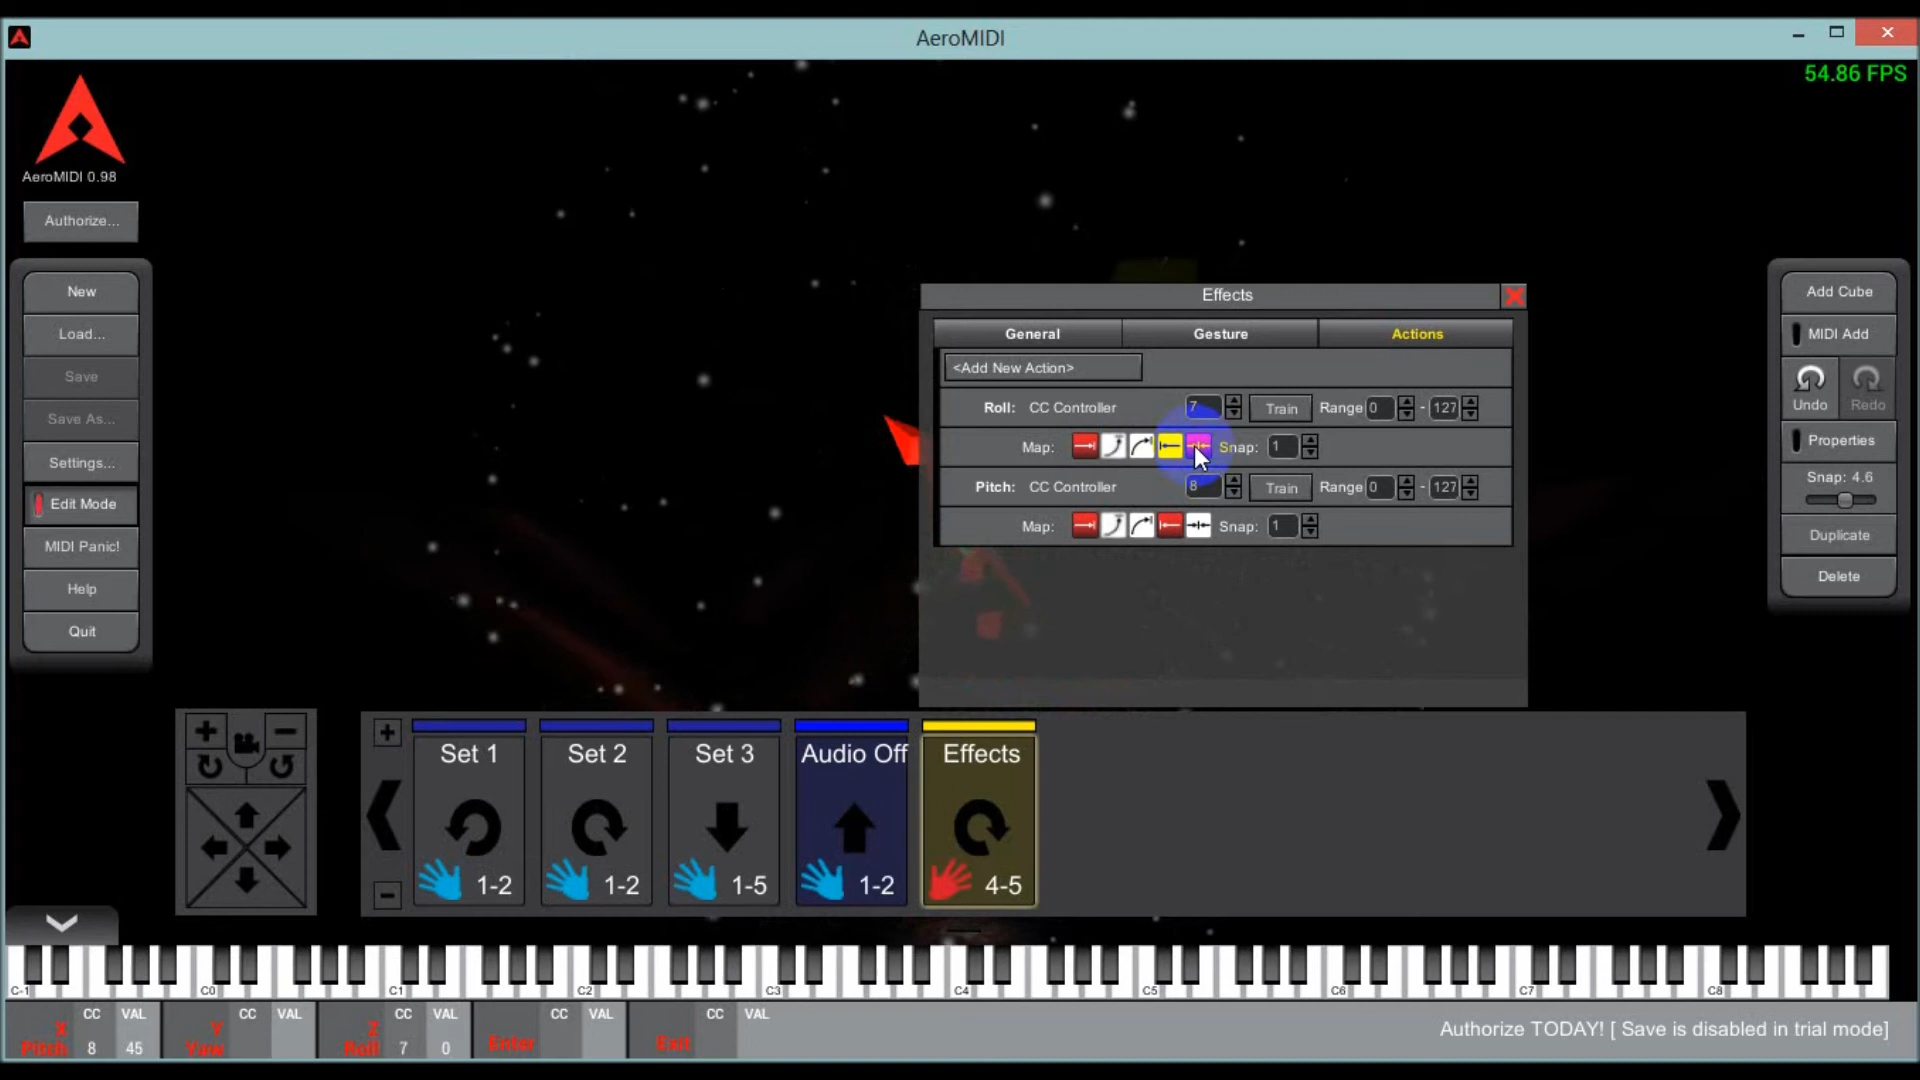 AeroMIDI
54.86 FPS
AeroMIDI 0.98
Authorize...
New
Load...
Save
Save As...
Settings...
Edit Mode
MIDI Panic!
Help
Quit
Effects
General Gesture Actions
<Add New Action>
Roll: CC Controller 7 Train Range 0 - 127
Map: Snap: 1
Pitch: CC Controller 8 Train Range 0 - 127
Map: Snap: 1
Add Cube
MIDI Add
Undo Redo
Properties
Snap: 4.6
Duplicate
Delete
Set 1 Set 2 Set 3 Audio Off Effects
1-2 1-2 1-5 1-2 4-5
C-1 C0 C1 C2 C3 C4 C5 C6 C7 C8
CC VAL CC VAL CC VAL CC VAL CC VAL
X Y Z
Pitch 8 45 Yaw Roll 7 0 Enter Exit
Authorize TODAY! [ Save is disabled in trial mode]